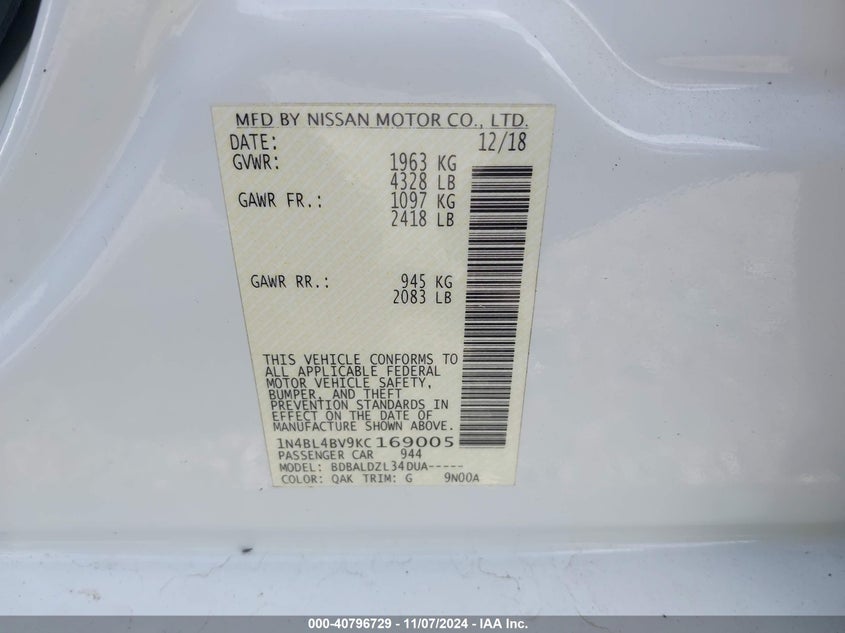 MFD BY NISSAN MOTOR CO., LTD.
DATE: 12/18
GVWR: 1963 KG
4328 LB
GAWR FR.: 1097 KG
2418 LB
GAWR RR.: 945 KG
2083 LB
THIS VEHICLE CONFORMS TO
ALL APPLICABLE FEDERAL
MOTOR VEHICLE SAFETY,
BUMPER, AND THEFT
PREVENTION STANDARDS IN
EFFECT ON THE DATE OF
MANUFACTURE SHOWN ABOVE.
1N4BL4BV9KC169005
PASSENGER CAR 944
MODEL: BDBALDZL34DUA-----
COLOR: QAK TRIM: G 9N00A
000-40796729 - 11/07/2024 - IAA Inc.